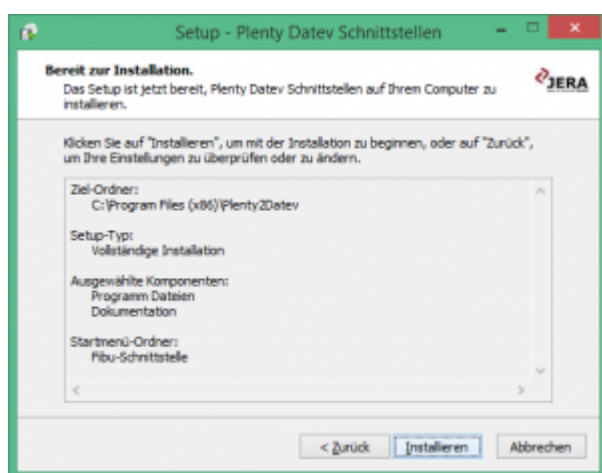 Setup - Plenty Datev Schnittstellen
Bereit zur Installation.
Das Setup ist jetzt bereit, Plenty Datev Schnittstellen auf Ihrem Computer zu
installieren.
JERA
Klicken Sie auf "Installieren", um mit der Installation zu beginnen, oder auf "Zurück",
um Ihre Einstellungen zu überprüfen oder zu ändern.
Ziel-Ordner:
C:\Program Files (x86)\Plenty2Datev
Setup-Typ:
Vollständige Installation
Ausgewählte Komponenten:
Programm Dateien
Dokumentation
Startmenü-Ordner:
Fibu-Schnittstelle
< Zurück Installieren Abbrechen